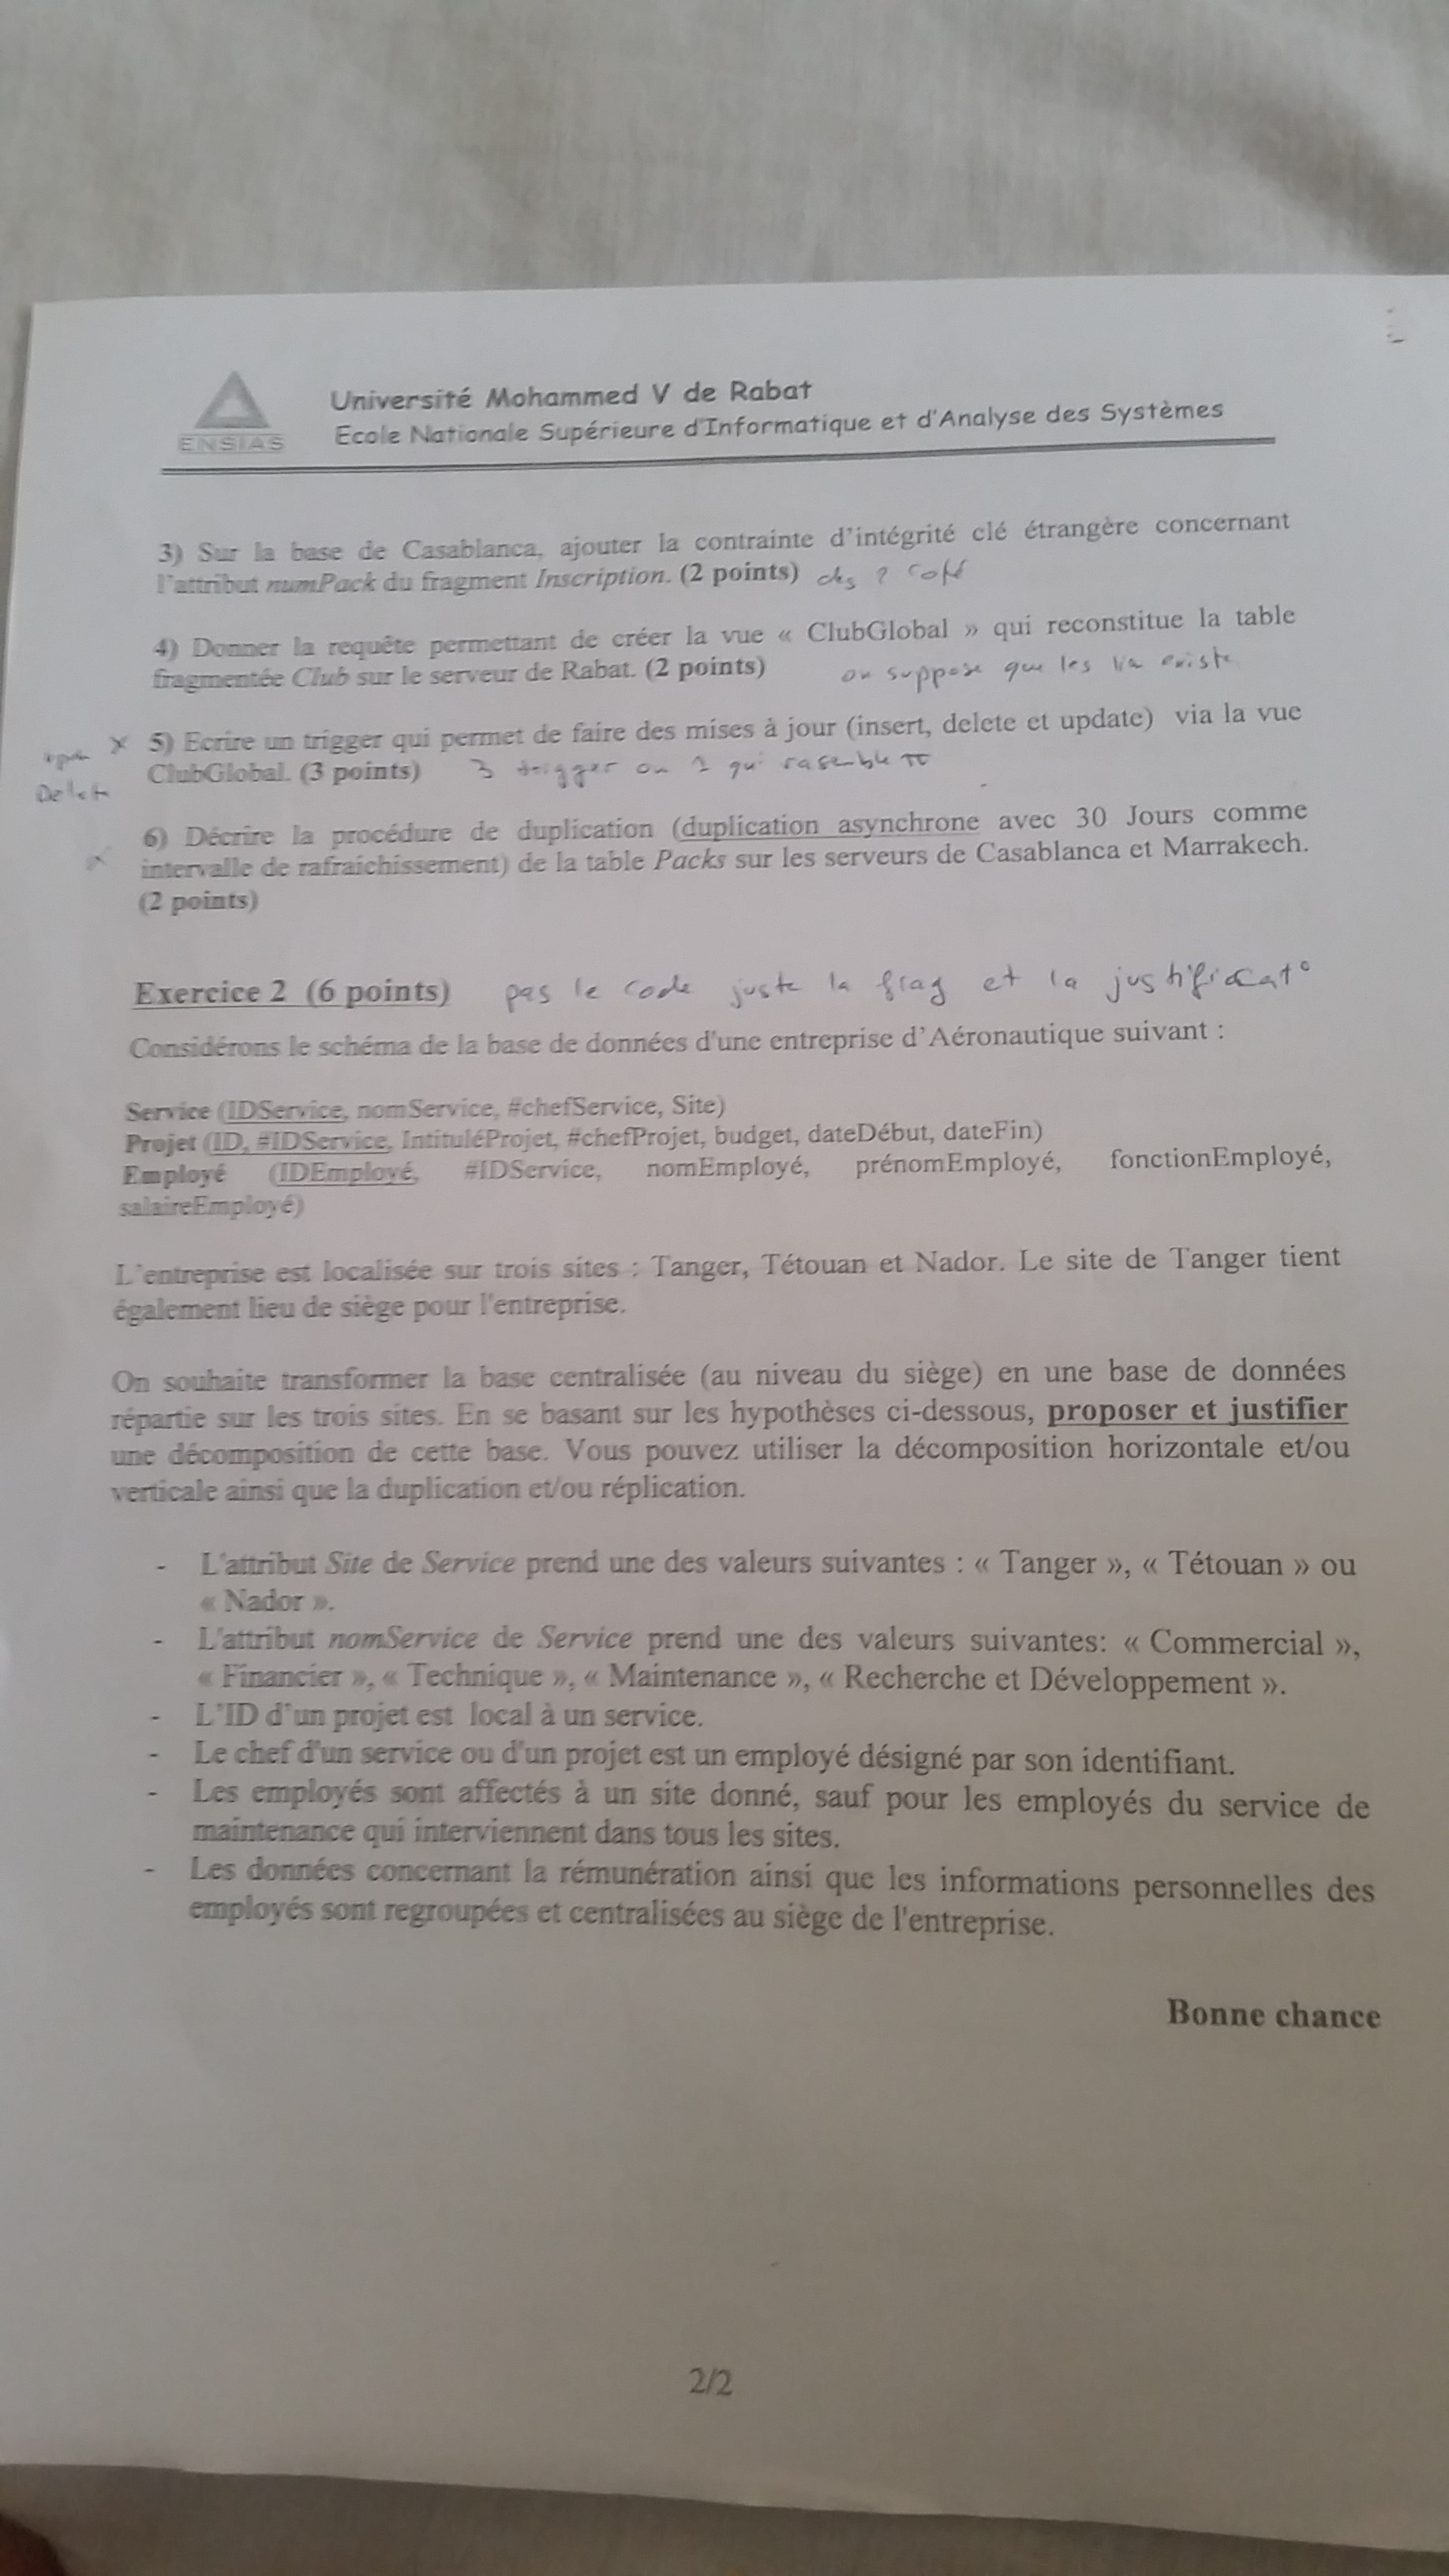 Université Mohammed V de Rabat
Ecole Nationale Supérieure d'Informatique et d'Analyse des Systèmes
ENSIAS
3) Sur la base de Casablanca, ajouter la contrainte d'intégrité clé étrangère concernant
l'attribut numPack du fragment Inscription. (2 points)
4) Donner la requête permettant de créer la vue « ClubGlobal » qui reconstitue la table
fragmentée Club sur le serveur de Rabat. (2 points)
on suppose que les existe
5) Ecrire un trigger qui permet de faire des mises à jour (insert, delete et update) via la vue
ClubGlobal. (3 points) 3 trigger ou 1 qui
Delete
6) Décrire la procédure de duplication (duplication asynchrone avec 30 Jours comme
intervalle de rafraichissement) de la table Packs sur les serveurs de Casablanca et Marrakech.
(2 points)
Exercice 2 (6 points) pas le code juste la frag et la justificat°
Considérons le schéma de la base de données d'une entreprise d'Aéronautique suivant :
Service (IDService, nomService, #chefService, Site)
Projet (ID, #IDService, IntituléProjet, #chefProjet, budget, dateDébut, dateFin)
Employé (IDEmployé, #IDService, nomEmployé, prénomEmployé, fonctionEmployé,
salaireEmployé)
L'entreprise est localisée sur trois sites : Tanger, Tétouan et Nador. Le site de Tanger tient
également lieu de siège pour l'entreprise.
On souhaite transformer la base centralisée (au niveau du siège) en une base de données
répartie sur les trois sites. En se basant sur les hypothèses ci-dessous, proposer et justifier
une décomposition de cette base. Vous pouvez utiliser la décomposition horizontale et/ou
verticale ainsi que la duplication et/ou réplication.
- L'attribut Site de Service prend une des valeurs suivantes : « Tanger », « Tétouan » ou
« Nador ».
- L'attribut nomService de Service prend une des valeurs suivantes: « Commercial »,
« Financier », « Technique », « Maintenance », « Recherche et Développement ».
- L'ID d'un projet est local à un service.
- Le chef d'un service ou d'un projet est un employé désigné par son identifiant.
- Les employés sont affectés à un site donné, sauf pour les employés du service de
maintenance qui interviennent dans tous les sites.
- Les données concernant la rémunération ainsi que les informations personnelles des
employés sont regroupées et centralisées au siège de l'entreprise.
Bonne chance
2/2